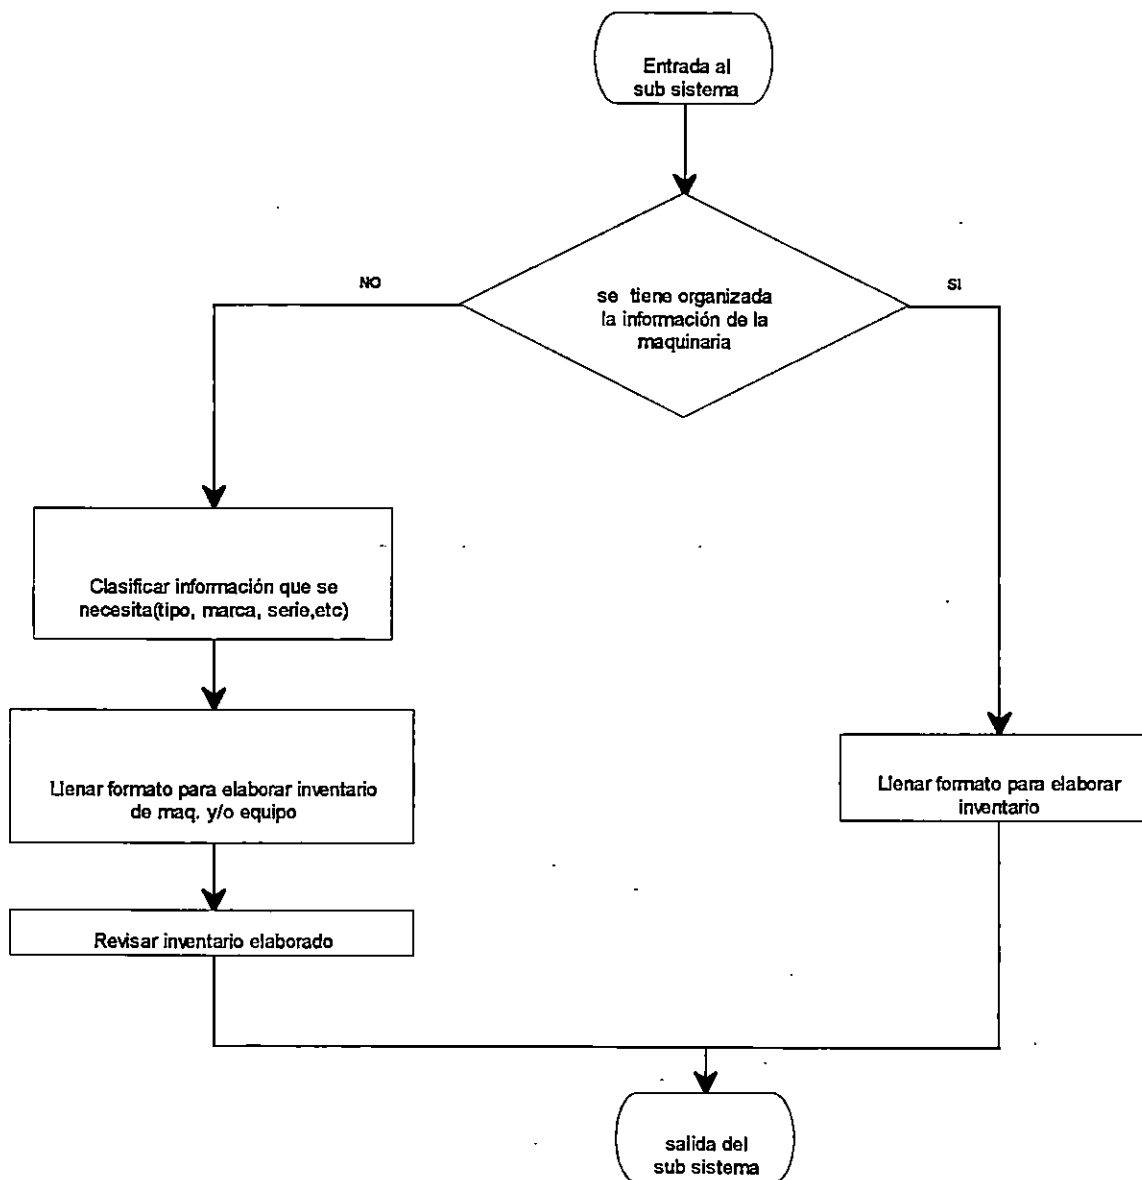 Entrada al
sub sistema
NO
SI
se tiene organizada
la información de la
maquinaria
Clasificar información que se
necesita(tipo, marca, serie,etc)
Llenar formato para elaborar inventario
de maq. y/o equipo
Llenar formato para elaborar
inventario
Revisar inventario elaborado
salida del
sub sistema